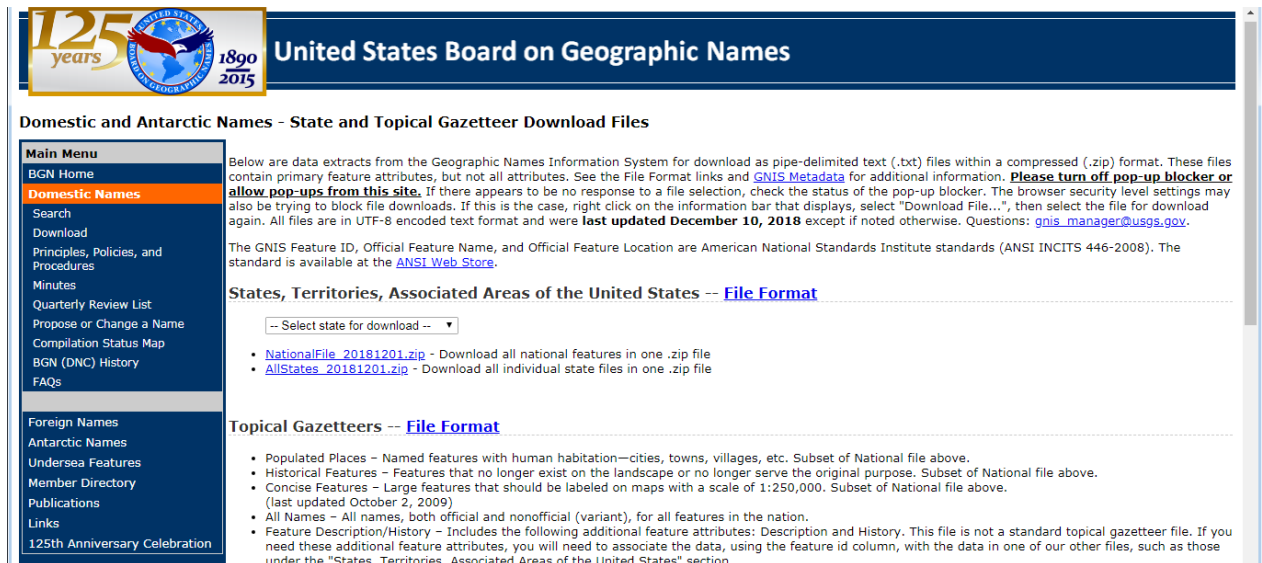 125
years
UNITED STATES
BOARD ON GEOGRAPHIC
1890
2015
United States Board on Geographic Names
Domestic and Antarctic Names - State and Topical Gazetteer Download Files
Main Menu
BGN Home
Domestic Names
Search
Download
Principles, Policies, and
Procedures
Minutes
Quarterly Review List
Propose or Change a Name
Compilation Status Map
BGN (DNC) History
FAQs
Foreign Names
Antarctic Names
Undersea Features
Member Directory
Publications
Links
125th Anniversary Celebration
Below are data extracts from the Geographic Names Information System for download as pipe-delimited text (.txt) files within a compressed (.zip) format. These files
contain primary feature attributes, but not all attributes. See the File Format links and GNIS Metadata for additional information. Please turn off pop-up blocker or
allow pop-ups from this site. If there appears to be no response to a file selection, check the status of the pop-up blocker. The browser security level settings may
also be trying to block file downloads. If this is the case, right click on the information bar that displays, select "Download File...", then select the file for download
again. All files are in UTF-8 encoded text format and were last updated December 10, 2018 except if noted otherwise. Questions: gnis_manager@usgs.gov.
The GNIS Feature ID, Official Feature Name, and Official Feature Location are American National Standards Institute standards (ANSI INCITS 446-2008). The
standard is available at the ANSI Web Store.
States, Territories, Associated Areas of the United States -- File Format
-- Select state for download --
• NationalFile_20181201.zip - Download all national features in one .zip file
• AllStates_20181201.zip - Download all individual state files in one .zip file
Topical Gazetteers -- File Format
• Populated Places – Named features with human habitation—cities, towns, villages, etc. Subset of National file above.
• Historical Features – Features that no longer exist on the landscape or no longer serve the original purpose. Subset of National file above.
• Concise Features – Large features that should be labeled on maps with a scale of 1:250,000. Subset of National file above.
(last updated October 2, 2009)
• All Names – All names, both official and nonofficial (variant), for all features in the nation.
• Feature Description/History – Includes the following additional feature attributes: Description and History. This file is not a standard topical gazetteer file. If you
need these additional feature attributes, you will need to associate the data, using the feature id column, with the data in one of our other files, such as those
under the "States, Territories, Associated Areas of the United States" section.